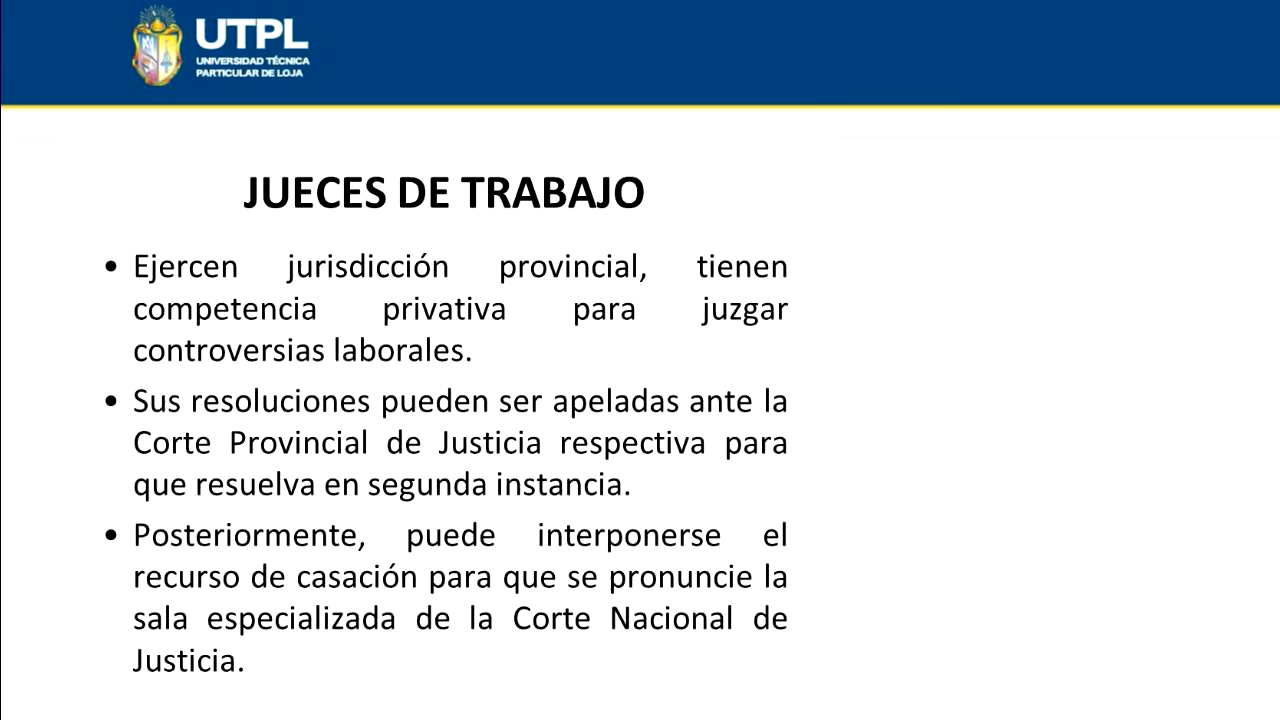 UTPL
UNIVERSIDAD TÉCNICA
PARTICULAR DE LOJA
JUECES DE TRABAJO
• Ejercen jurisdicción provincial, tienen
competencia privativa para juzgar
controversias laborales.
• Sus resoluciones pueden ser apeladas ante la
Corte Provincial de Justicia respectiva para
que resuelva en segunda instancia.
• Posteriormente, puede interponerse el
recurso de casación para que se pronuncie la
sala especializada de la Corte Nacional de
Justicia.